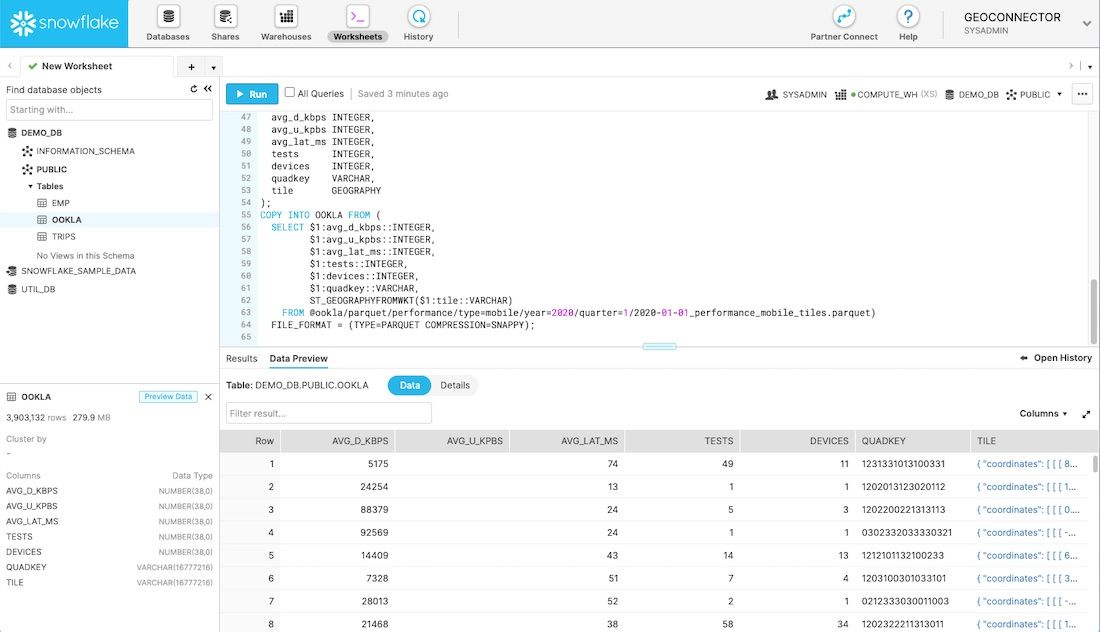 snowflake
Databases
Shares
Warehouses
Worksheets
History
Partner Connect
Help
GEOCONNECTOR
SYSADMIN
New Worksheet
Find database objects
Starting with...
DEMO_DB
INFORMATION_SCHEMA
PUBLIC
Tables
EMP
OOKLA
TRIPS
No Views in this Schema
SNOWFLAKE_SAMPLE_DATA
UTIL_DB
OOKLA Preview Data
3,903,132 rows 279.9 MB
Cluster by
-
Columns Data Type
AVG_D_KBPS NUMBER(38,0)
AVG_U_KPBS NUMBER(38,0)
AVG_LAT_MS NUMBER(38,0)
TESTS NUMBER(38,0)
DEVICES NUMBER(38,0)
QUADKEY VARCHAR(16777216)
TILE VARCHAR(16777216)
Run All Queries Saved 3 minutes ago SYSADMIN COMPUTE_WH (XS) DEMO_DB PUBLIC
47 avg_d_kbps INTEGER,
48 avg_u_kpbs INTEGER,
49 avg_lat_ms INTEGER,
50 tests INTEGER,
51 devices INTEGER,
52 quadkey VARCHAR,
53 tile GEOGRAPHY
54 );
55 COPY INTO OOKLA FROM (
56 SELECT $1:avg_d_kbps::INTEGER,
57 $1:avg_u_kpbs::INTEGER,
58 $1:avg_lat_ms::INTEGER,
59 $1:tests::INTEGER,
60 $1:devices::INTEGER,
61 $1:quadkey::VARCHAR,
62 ST_GEOGRAPHYFROMWKT($1:tile::VARCHAR)
63 FROM @ookla/parquet/performance/type=mobile/year=2020/quarter=1/2020-01-01_performance_mobile_tiles.parquet)
64 FILE_FORMAT = (TYPE=PARQUET COMPRESSION=SNAPPY);
65
Results Data Preview Open History
Table: DEMO_DB.PUBLIC.OOKLA Data Details
Filter result... Columns
Row AVG_D_KBPS AVG_U_KPBS AVG_LAT_MS TESTS DEVICES QUADKEY TILE
1 5175 74 49 11 1231331013100331 { "coordinates": [ [ [ 8...
2 24254 13 1 1 1202013123020112 { "coordinates": [ [ [ 1...
3 88379 24 5 3 1202200221313113 { "coordinates": [ [ [ 0....
4 92569 24 1 1 0302332033330321 { "coordinates": [ [ [ -...
5 14409 43 14 13 1212101132100233 { "coordinates": [ [ [ 6...
6 7328 51 7 4 1203100301033101 { "coordinates": [ [ [ 3...
7 28013 52 2 1 0212333030011003 { "coordinates": [ [ [ -...
8 21468 38 58 34 1202322211313011 { "coordinates": [ [ [ 1...